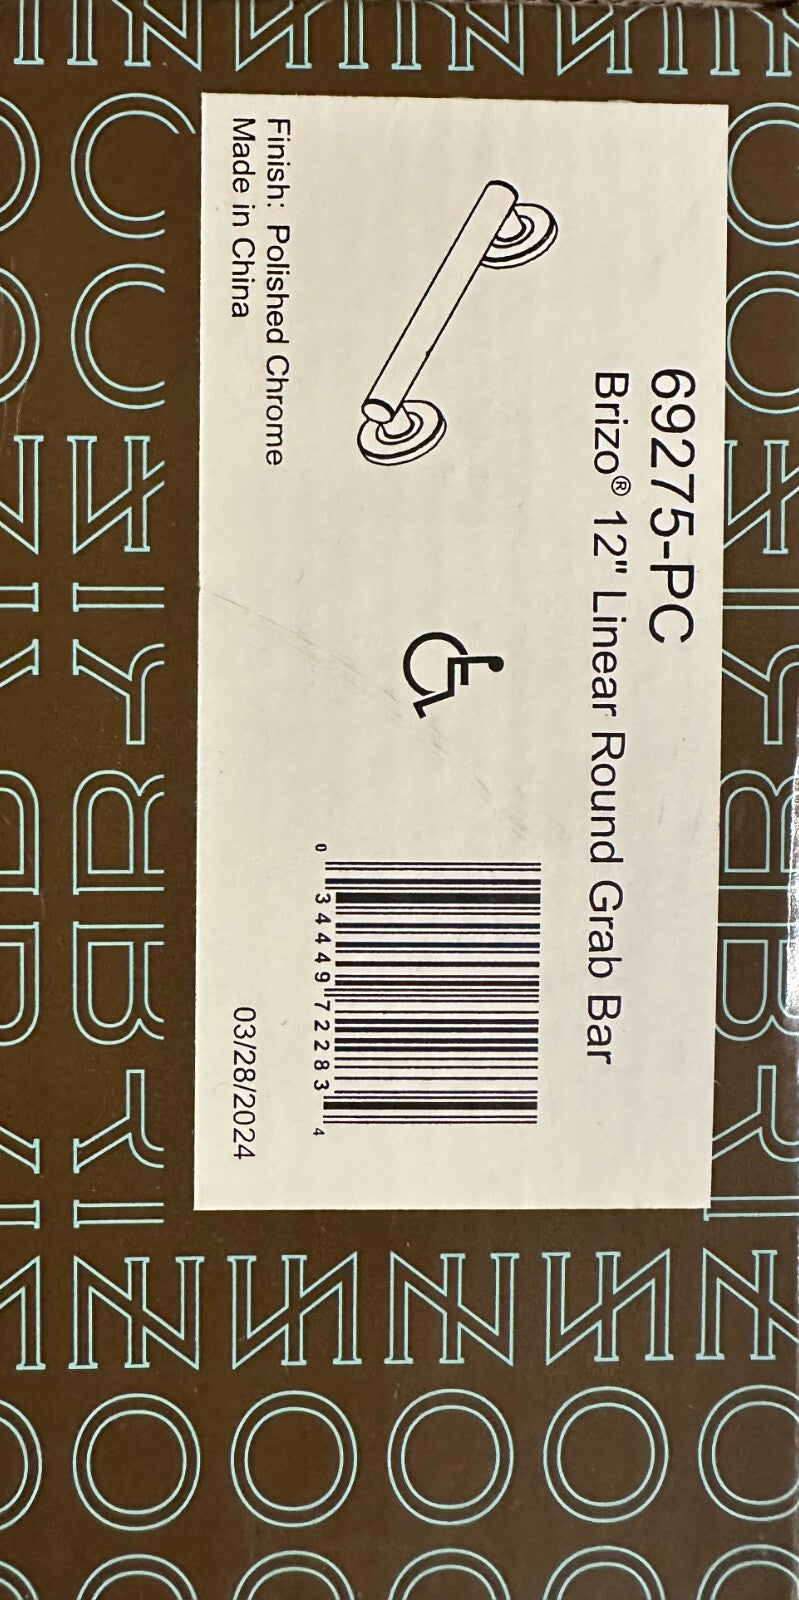 69275-PC
Brizo® 12" Linear Round Grab Bar
0 34449 72283 4
Finish: Polished Chrome
Made in China
03/28/2024